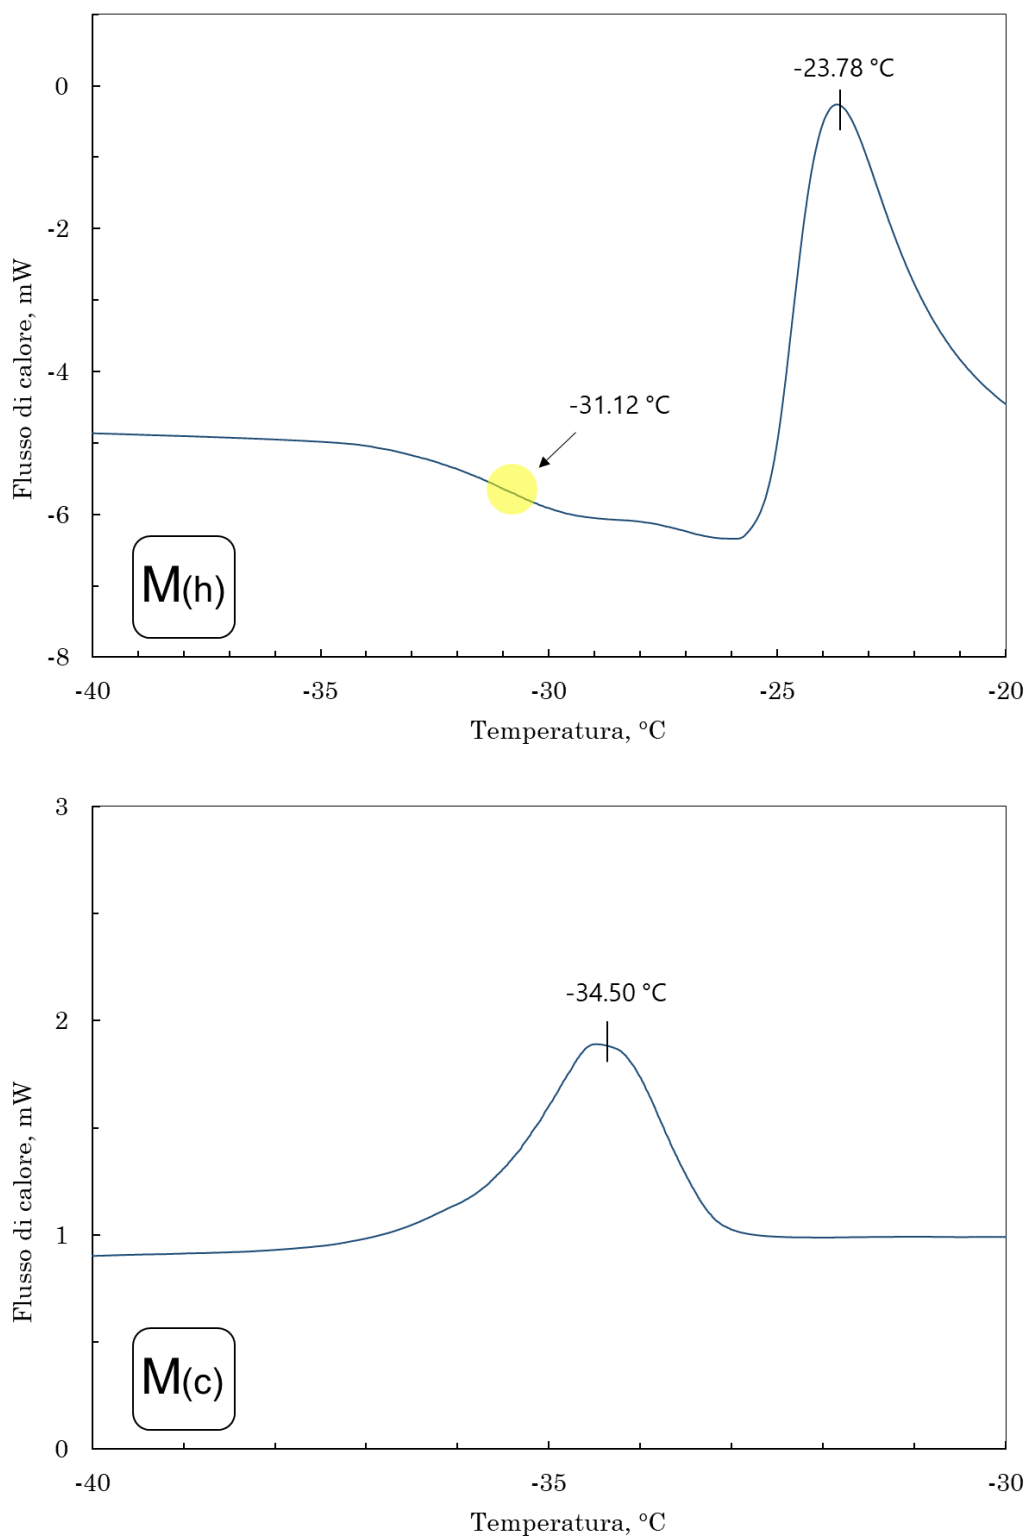 -23.78 °C
0
-2
-4
-6
-8
Flusso di calore, mW
-31.12 °C
M(h)
-40
-35
-30
-25
-20
Temperatura, °C
3
2
1
0
Flusso di calore, mW
-34.50 °C
M(c)
-40
-35
-30
Temperatura, °C